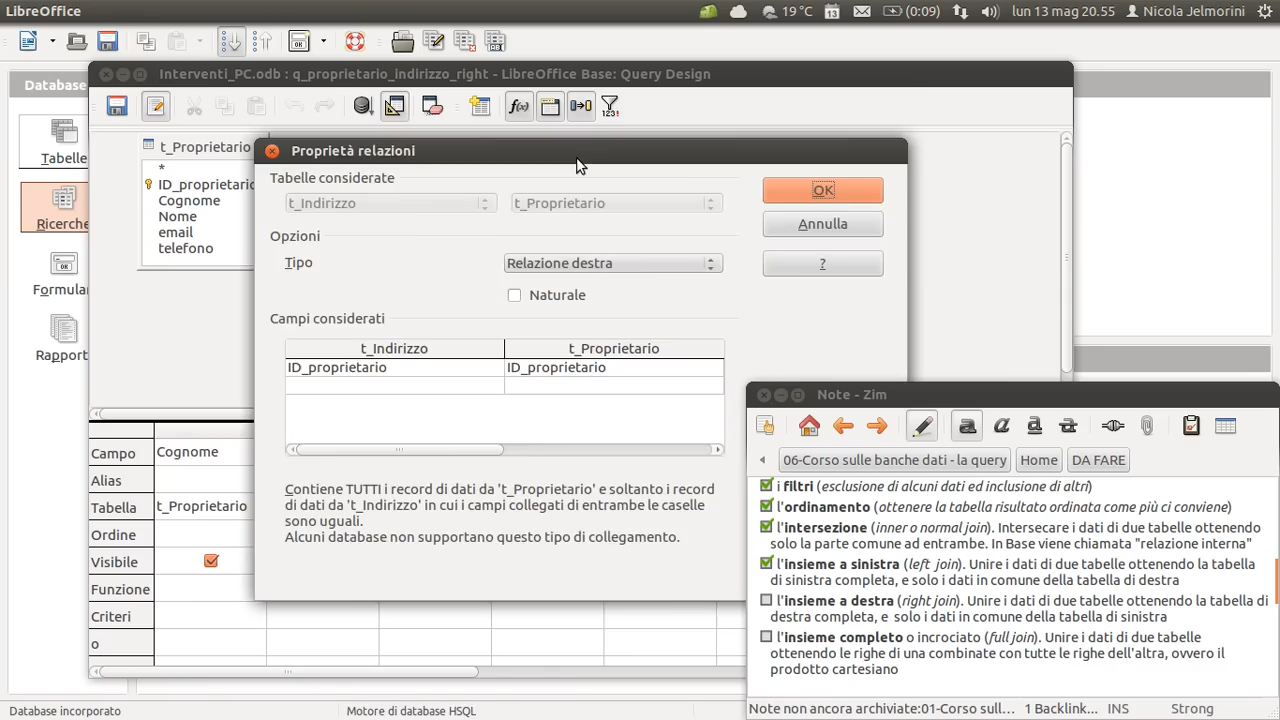 LibreOffice
19 °C
13
(0:09)
lun 13 mag 20.55
Nicola Jelmorini
Database
Interventi_PC.odb : q_proprietario_indirizzo_right - LibreOffice Base: Query Design
Tabelle
Ricerche
Formular
Rapport
t_Proprietario
*
ID_proprietario
Cognome
Nome
email
telefono
Proprietà relazioni
Tabelle considerate
t_Indirizzo
t_Proprietario
Opzioni
Tipo
Relazione destra
Naturale
Campi considerati
t_Indirizzo
t_Proprietario
ID_proprietario
ID_proprietario
Contiene TUTTI i record di dati da 't_Proprietario' e soltanto i record
di dati da 't_Indirizzo' in cui i campi collegati di entrambe le caselle
sono uguali.
Alcuni database non supportano questo tipo di collegamento.
OK
Annulla
?
Campo
Cognome
Alias
Tabella
t_Proprietario
Ordine
Visibile
Funzione
Criteri
o
Note - Zim
06-Corso sulle banche dati - la query
Home
DA FARE
i filtri (esclusione di alcuni dati ed inclusione di altri)
l'ordinamento (ottenere la tabella risultato ordinata come più ci conviene)
l'intersezione (inner o normal join). Intersecare i dati di due tabelle ottenendo
solo la parte comune ad entrambe. In Base viene chiamata "relazione interna"
l'insieme a sinistra (left join). Unire i dati di due tabelle ottenendo la tabella
di sinistra completa, e solo i dati in comune della tabella di destra
l'insieme a destra (right join). Unire i dati di due tabelle ottenendo la tabella di
destra completa, e solo i dati in comune della tabella di sinistra
l'insieme completo o incrociato (full join). Unire i dati di due tabelle
ottenendo le righe di una combinate con tutte le righe dell'altra, ovvero il
prodotto cartesiano
Note non ancora archiviate:01-Corso sull...
1 Backlink...
INS
Strong
Database incorporato
Motore di database HSQL